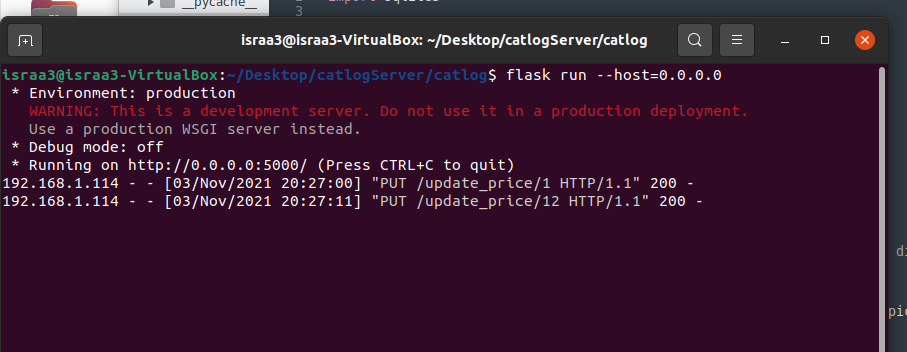 __pycache__
3
israa3@israa3-VirtualBox: ~/Desktop/catlogServer/catlog
israa3@israa3-VirtualBox:~/Desktop/catlogServer/catlog$ flask run --host=0.0.0.0
* Environment: production
WARNING: This is a development server. Do not use it in a production deployment.
Use a production WSGI server instead.
* Debug mode: off
* Running on http://0.0.0.0:5000/ (Press CTRL+C to quit)
192.168.1.114 - - [03/Nov/2021 20:27:00] "PUT /update_price/1 HTTP/1.1" 200 -
192.168.1.114 - - [03/Nov/2021 20:27:11] "PUT /update_price/12 HTTP/1.1" 200 -
di
pic